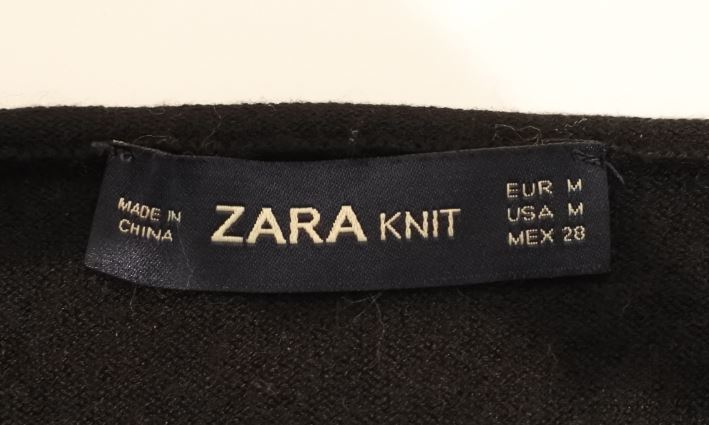 MADE IN
CHINA
ZARA KNIT
EUR M
USA M
MEX 28